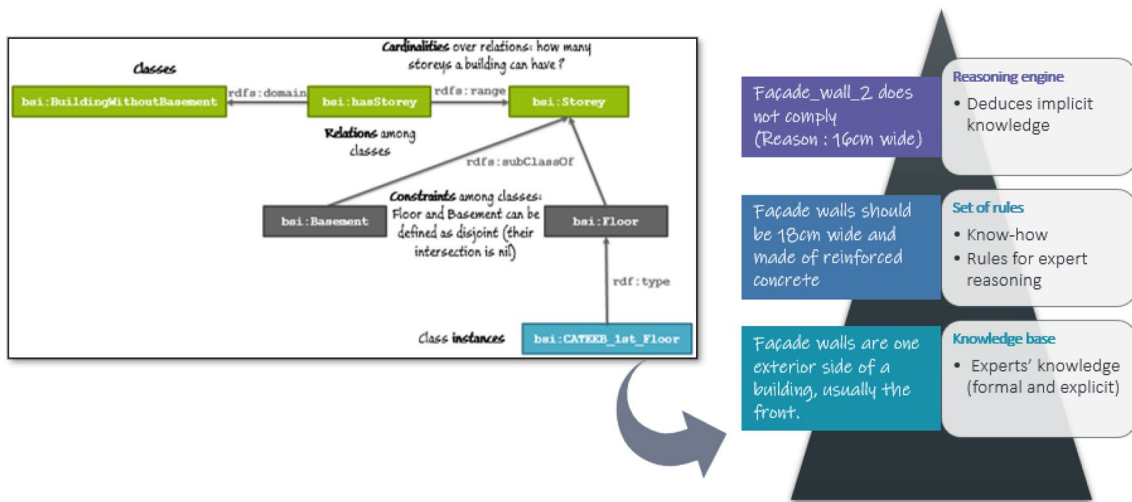 Cardinalities over relations: how many
storeys a building can have ?
Classes
bsi:BuildingWithoutBasement
rdfs:domain
bsi:hasStorey
rdfs:range
bsi:Storey
Relations among
classes
rdfs:subClassOf
Constraints among classes:
Floor and Basement can be
defined as disjoint (their
intersection is nil)
bsi:Basement
bsi:Floor
rdf:type
Class instances
bsi:CAYEEB_1st_Floor
Façade_wall_2 does
not comply
(Reason : 16cm wide)
Reasoning engine
• Deduces implicit
knowledge
Façade walls should
be 18cm wide and
made of reinforced
concrete
Set of rules
• Know-how
• Rules for expert
reasoning
Façade walls are one
exterior side of a
building, usually the
front.
Knowledge base
• Experts’ knowledge
(formal and explicit)